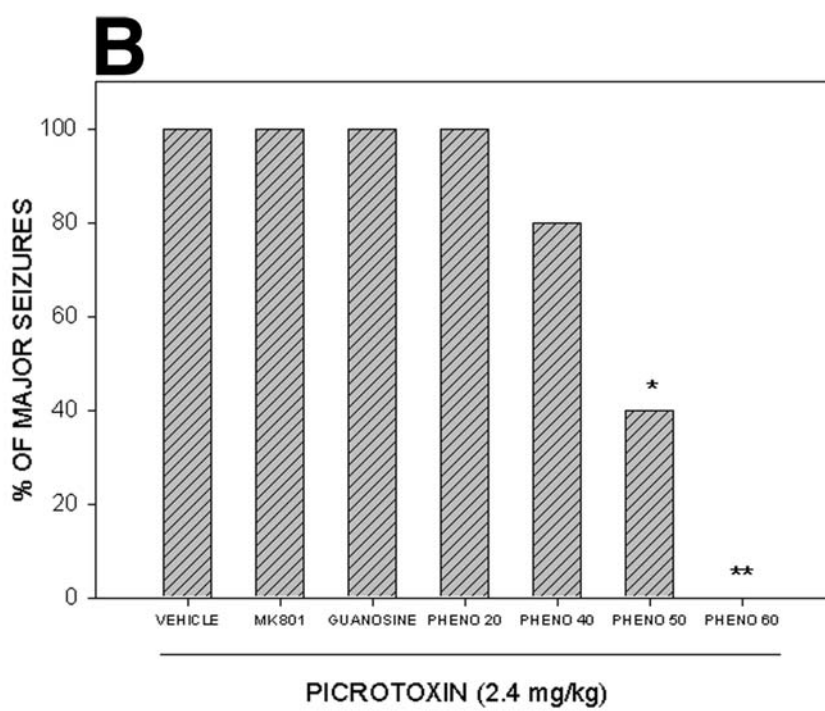 B
% OF MAJOR SEIZURES
100
80
60
40
20
0
*
**
VEHICLE MK801 GUANOSINE PHENO 20 PHENO 40 PHENO 50 PHENO 60
PICROTOXIN (2.4 mg/kg)